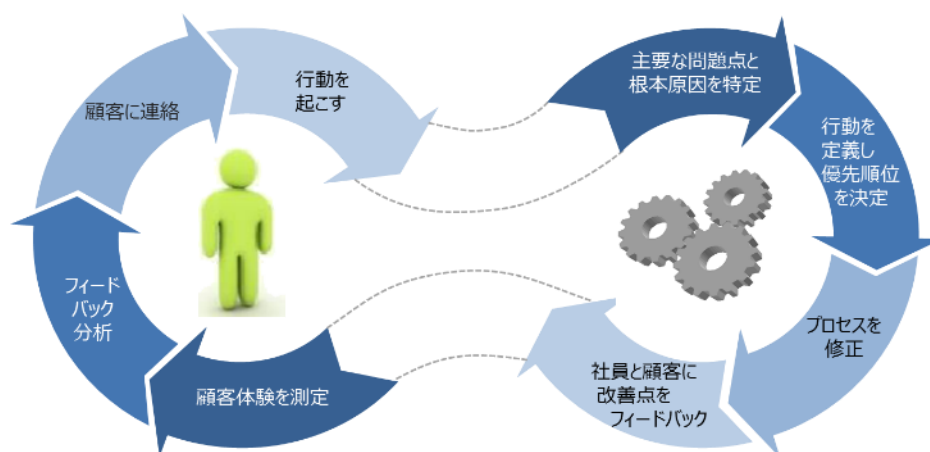 顧客に連絡
行動を
起こす
フィード
バック
分析
顧客体験を測定
主要な問題点と
根本原因を特定
行動を
定義し
優先順位
を決定
プロセスを
修正
社員と顧客に
改善点を
フィードバック